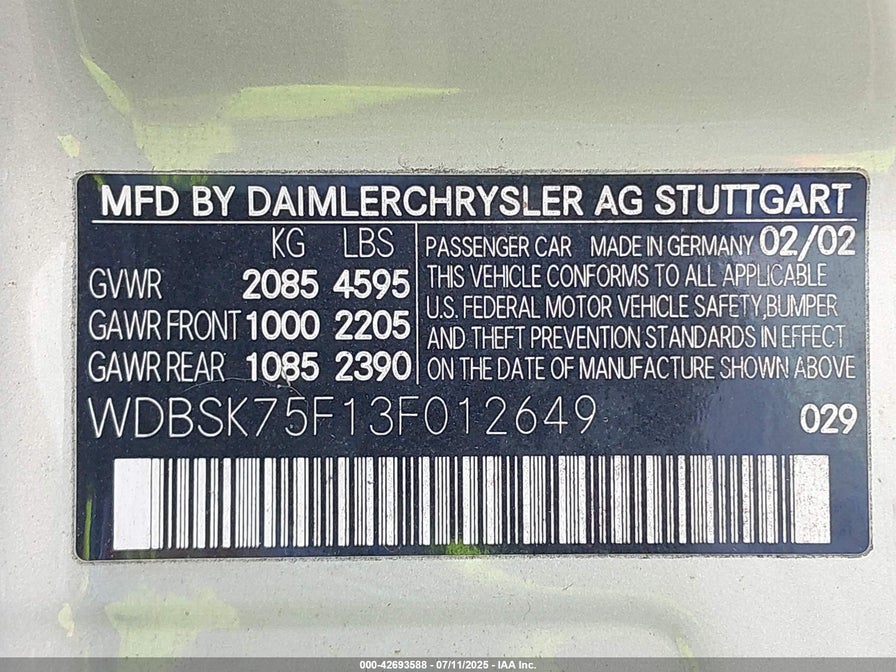 MFD BY DAIMLERCHRYSLER AG STUTTGART
KG LBS
GVWR 2085 4595
GAWR FRONT 1000 2205
GAWR REAR 1085 2390
PASSENGER CAR MADE IN GERMANY 02/02
THIS VEHICLE CONFORMS TO ALL APPLICABLE
U.S. FEDERAL MOTOR VEHICLE SAFETY,BUMPER
AND THEFT PREVENTION STANDARDS IN EFFECT
ON THE DATE OF MANUFACTURE SHOWN ABOVE
WDBSK75F13F012649 029
000-42693588 - 07/11/2025 - IAA Inc.